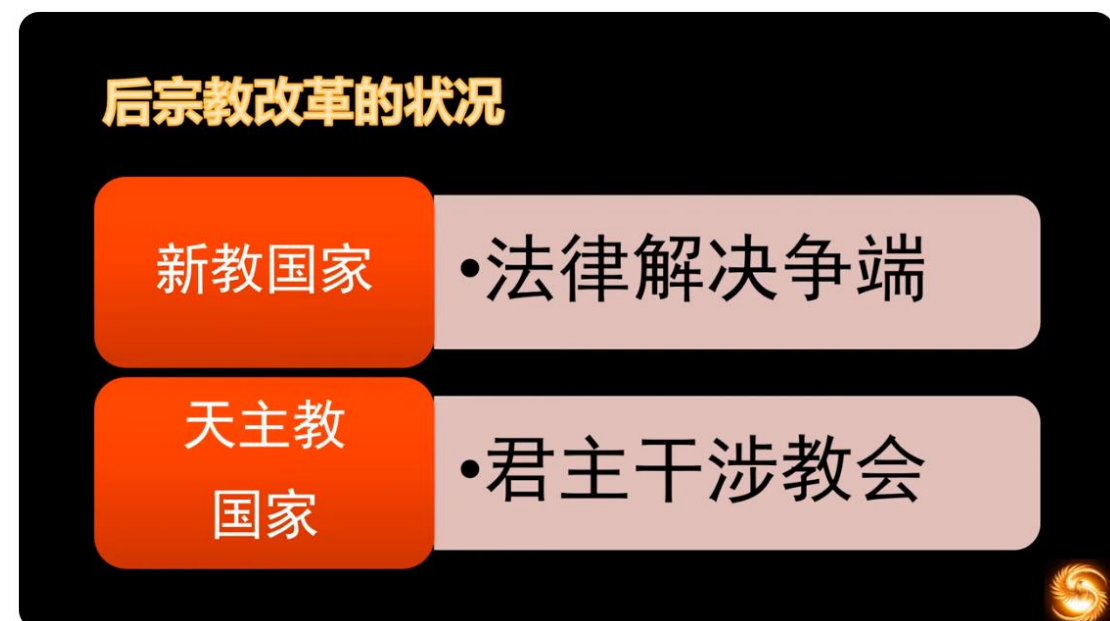 后宗教改革的状况
新教国家
•法律解决争端
天主教
国家
•君主干涉教会